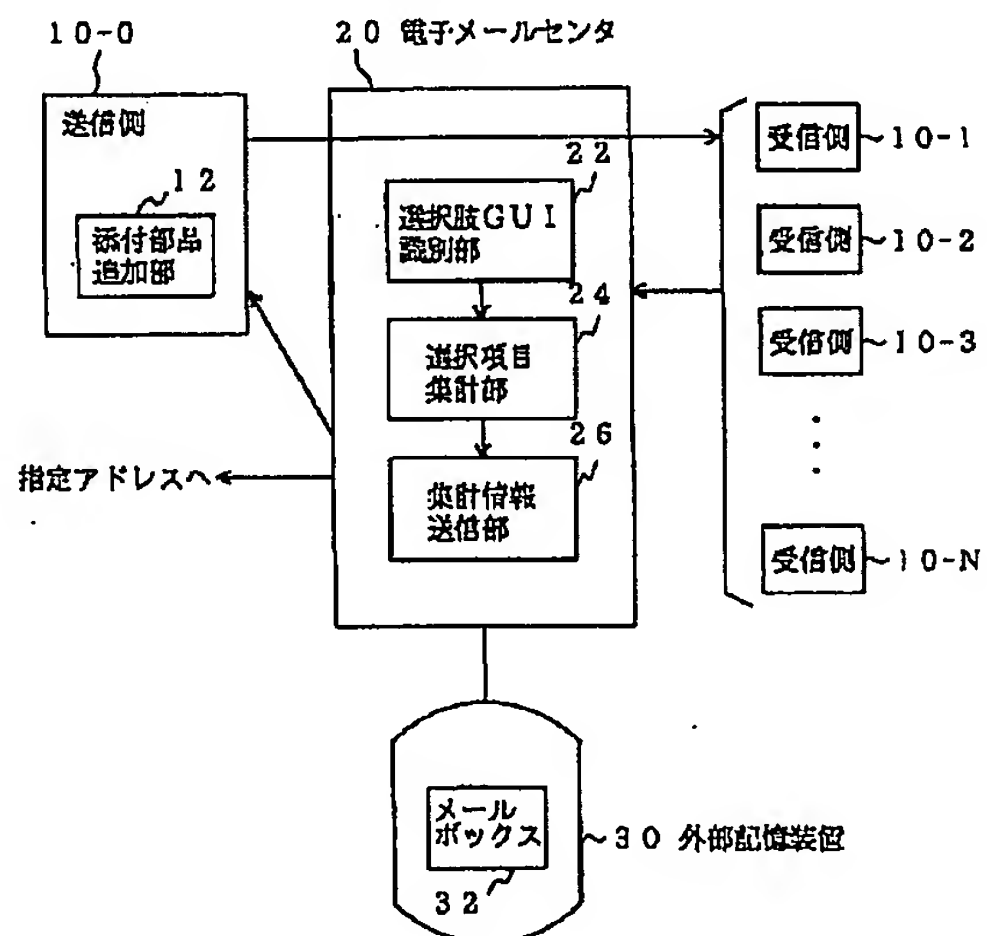 10-0
20 電子メールセンタ
送信側
12
添付部品
追加部
22
選択肢GUI
識別部
24
選択項目
集計部
26
集計情報
送信部
受信側
10-1
受信側
10-2
受信側
10-3
受信側
10-N
指定アドレスへ
メール
ボックス
32
30 外部記憶装置